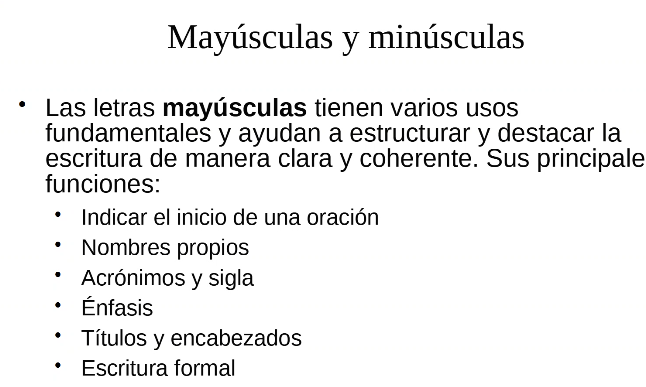 Mayúsculas y minúsculas
• Las letras mayúsculas tienen varios usos
fundamentales y ayudan a estructurar y destacar la
escritura de manera clara y coherente. Sus principale
funciones:
• Indicar el inicio de una oración
• Nombres propios
• Acrónimos y sigla
• Énfasis
• Títulos y encabezados
• Escritura formal